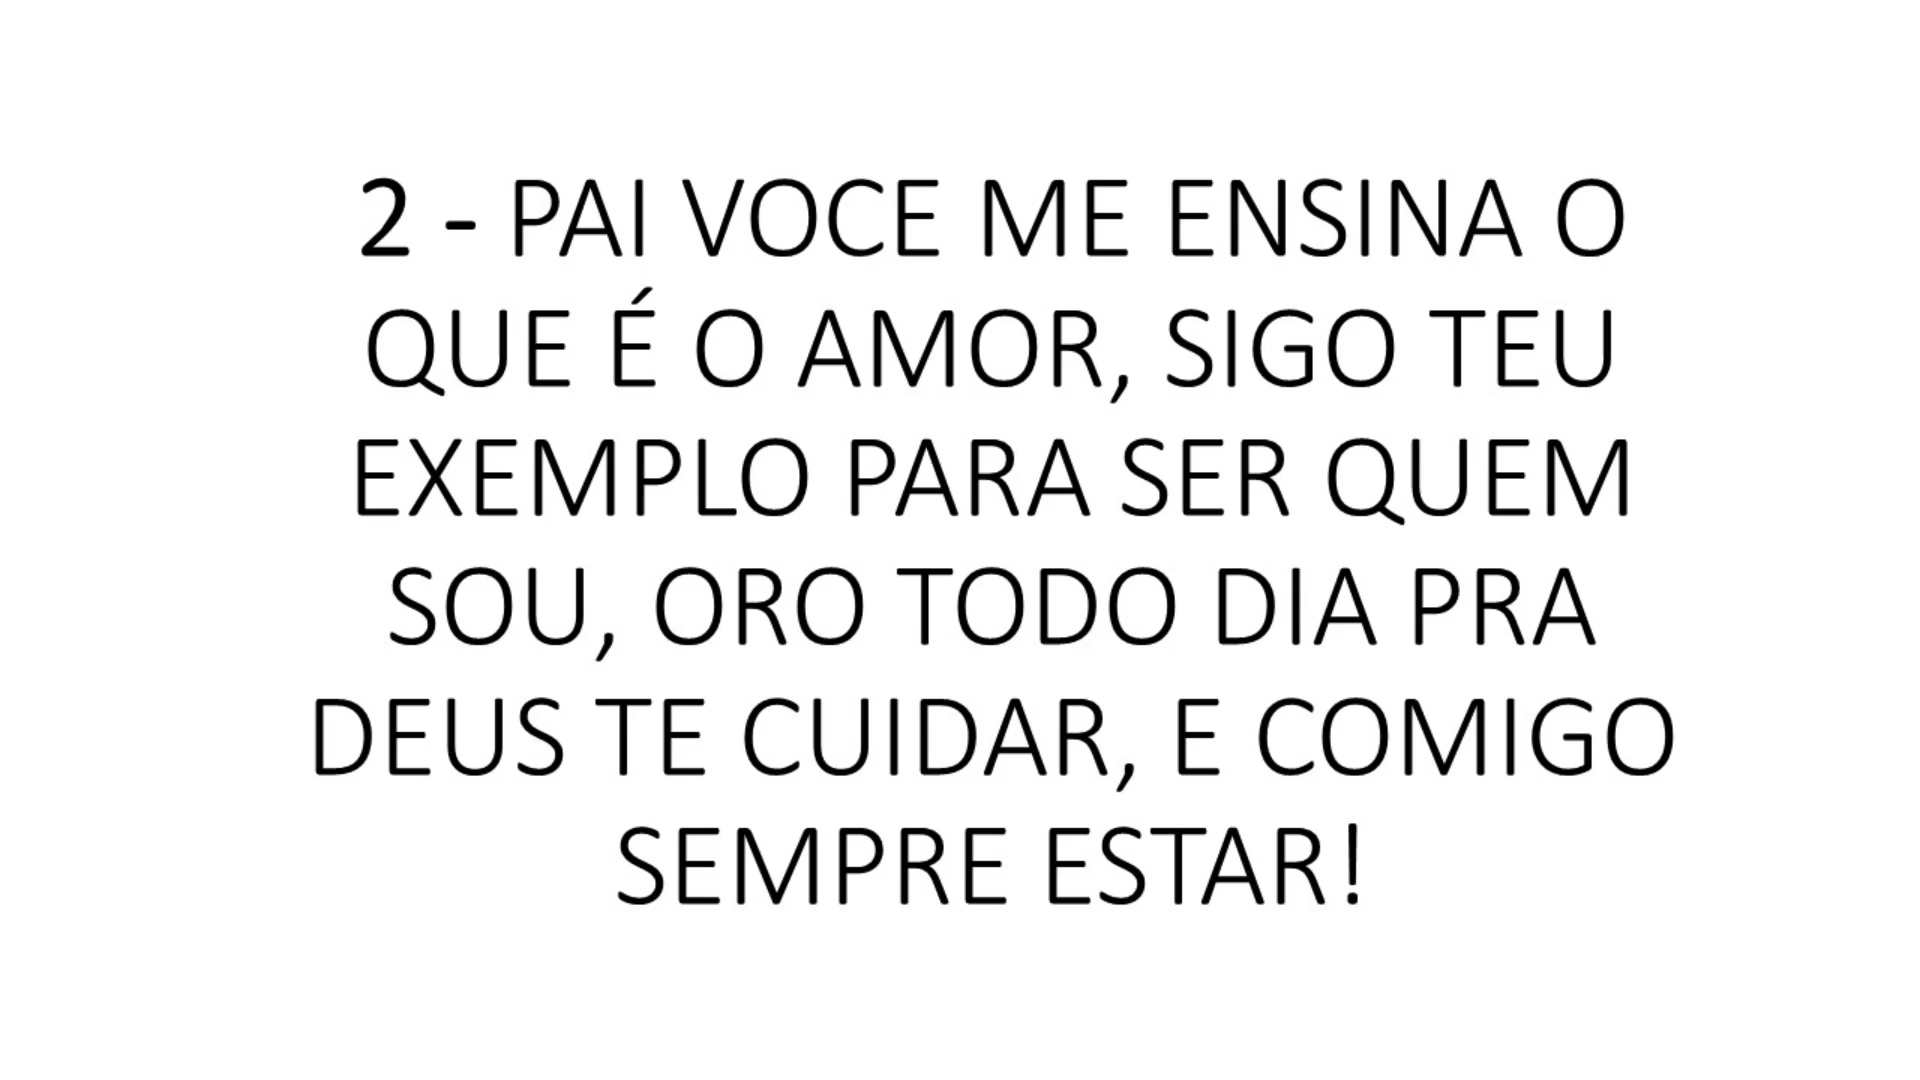 2 - PAI VOCE ME ENSINA O
QUE É O AMOR, SIGO TEU
EXEMPLO PARA SER QUEM
SOU, ORO TODO DIA PRA
DEUS TE CUIDAR, E COMIGO
SEMPRE ESTAR!